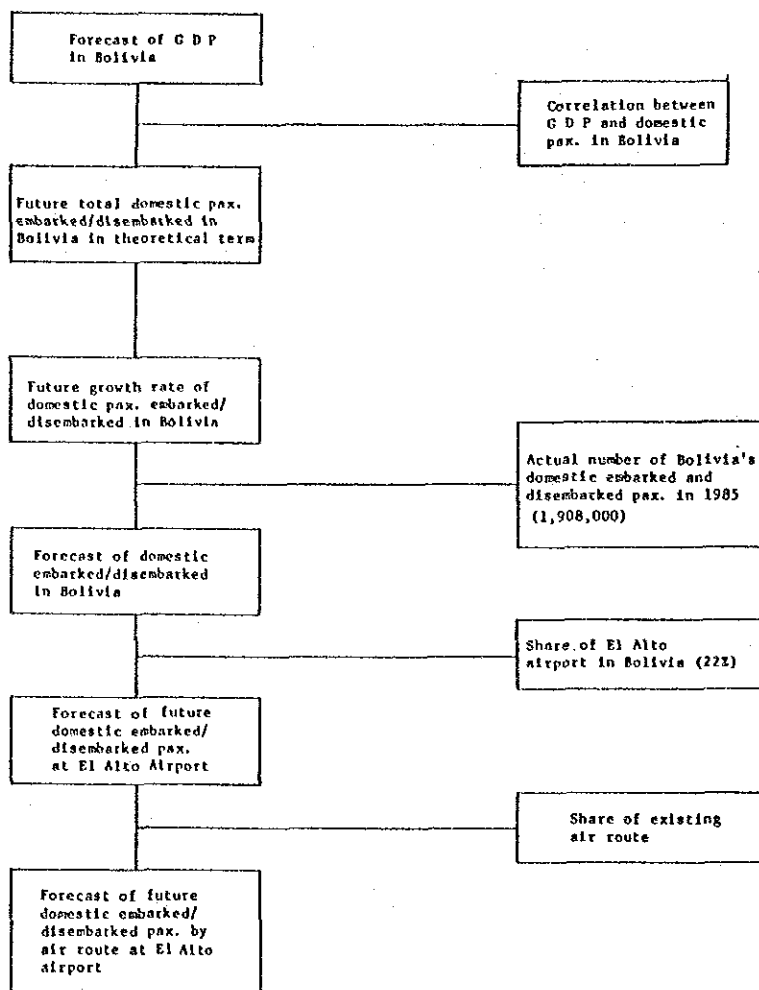 Forecast of G D P
in Bolivia
Correlation between
G D P and domestic
pax. in Bolivia
Future total domestic pax.
embarked/disembarked in
Bolivia in theoretical term
Future growth rate of
domestic pax. embarked/
disembarked in Bolivia
Actual number of Bolivia's
domestic embarked and
disembarked pax. in 1985
(1,908,000)
Forecast of domestic
embarked/disembarked
in Bolivia
Share of El Alto
airport in Bolivia (22%)
Forecast of future
domestic embarked/
disembarked pax.
at El Alto Airport
Share of existing
air route
Forecast of future
domestic embarked/
disembarked pax. by
air route at El Alto
airport